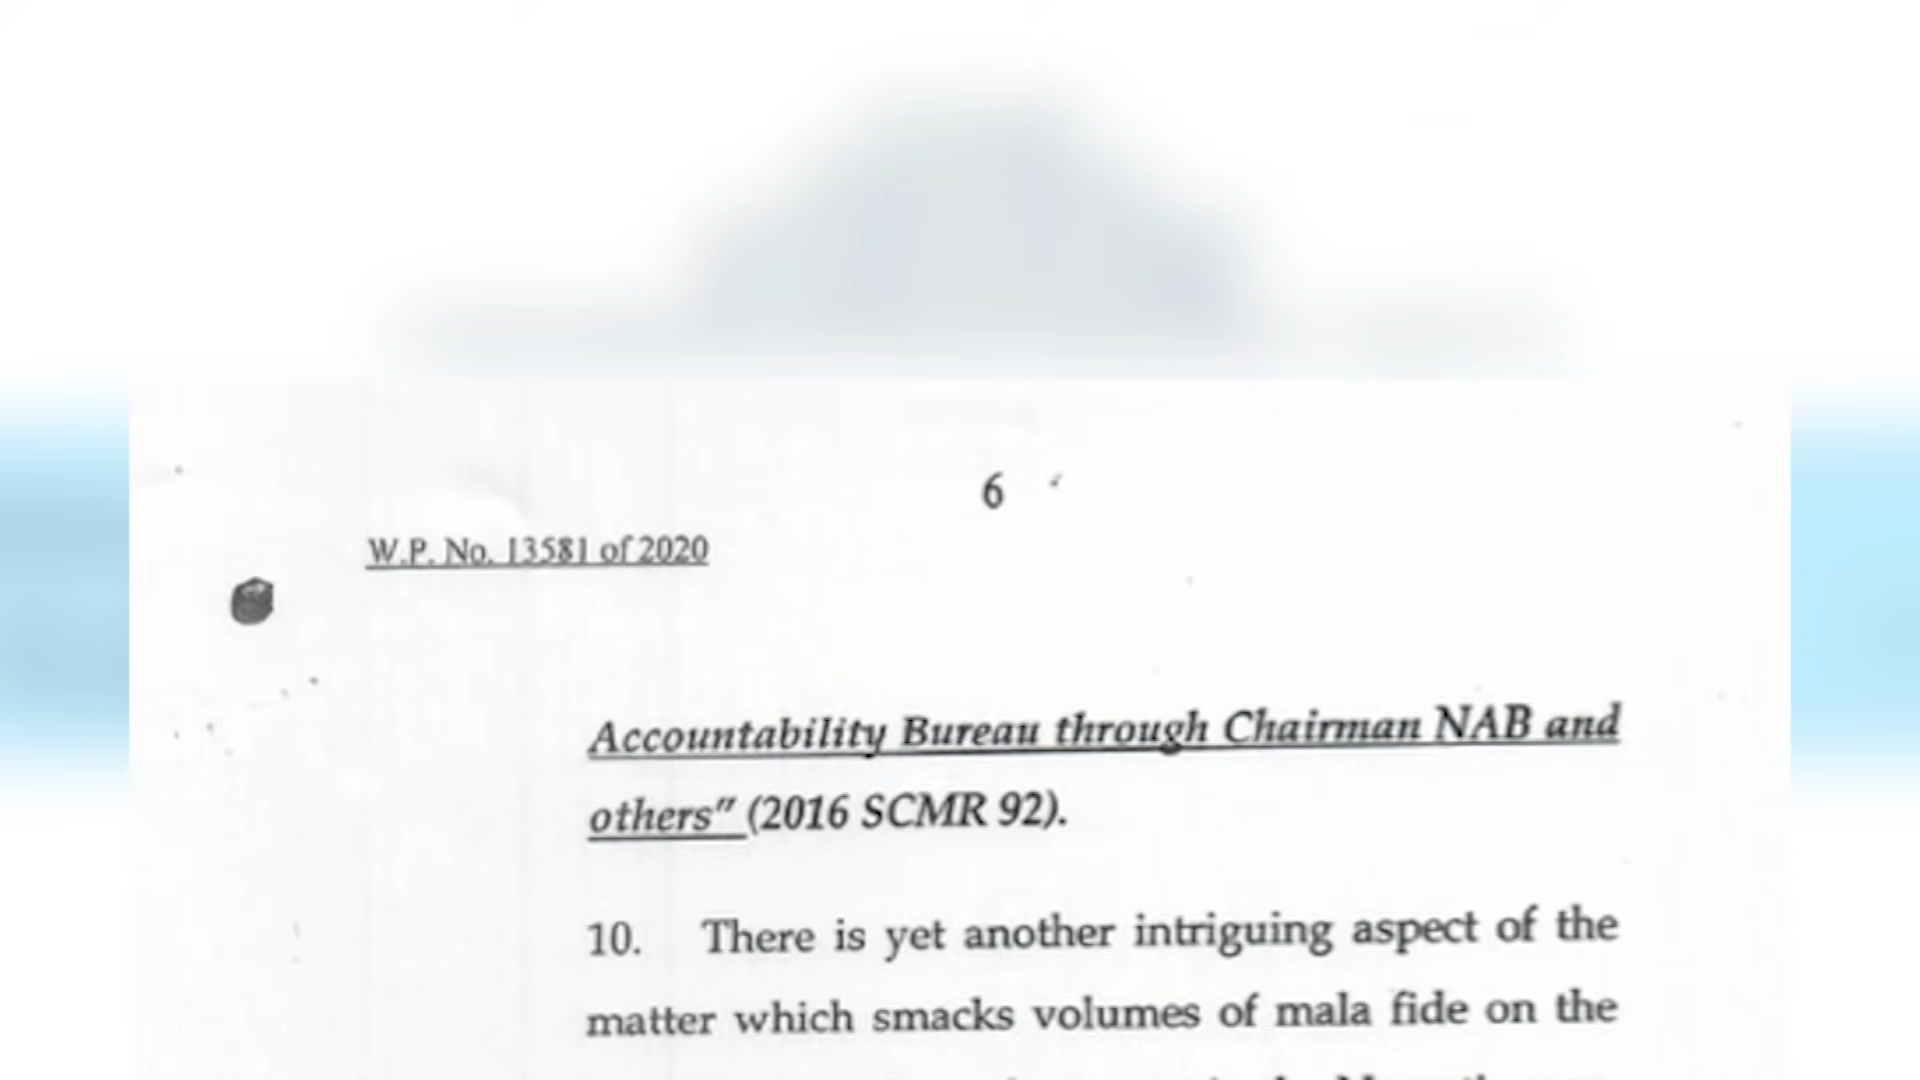 6
W.P. No. 13581 of 2020
Accountability Bureau through Chairman NAB and
others" (2016 SCMR 92).
10. There is yet another intriguing aspect of the
matter which smacks volumes of mala fide on the